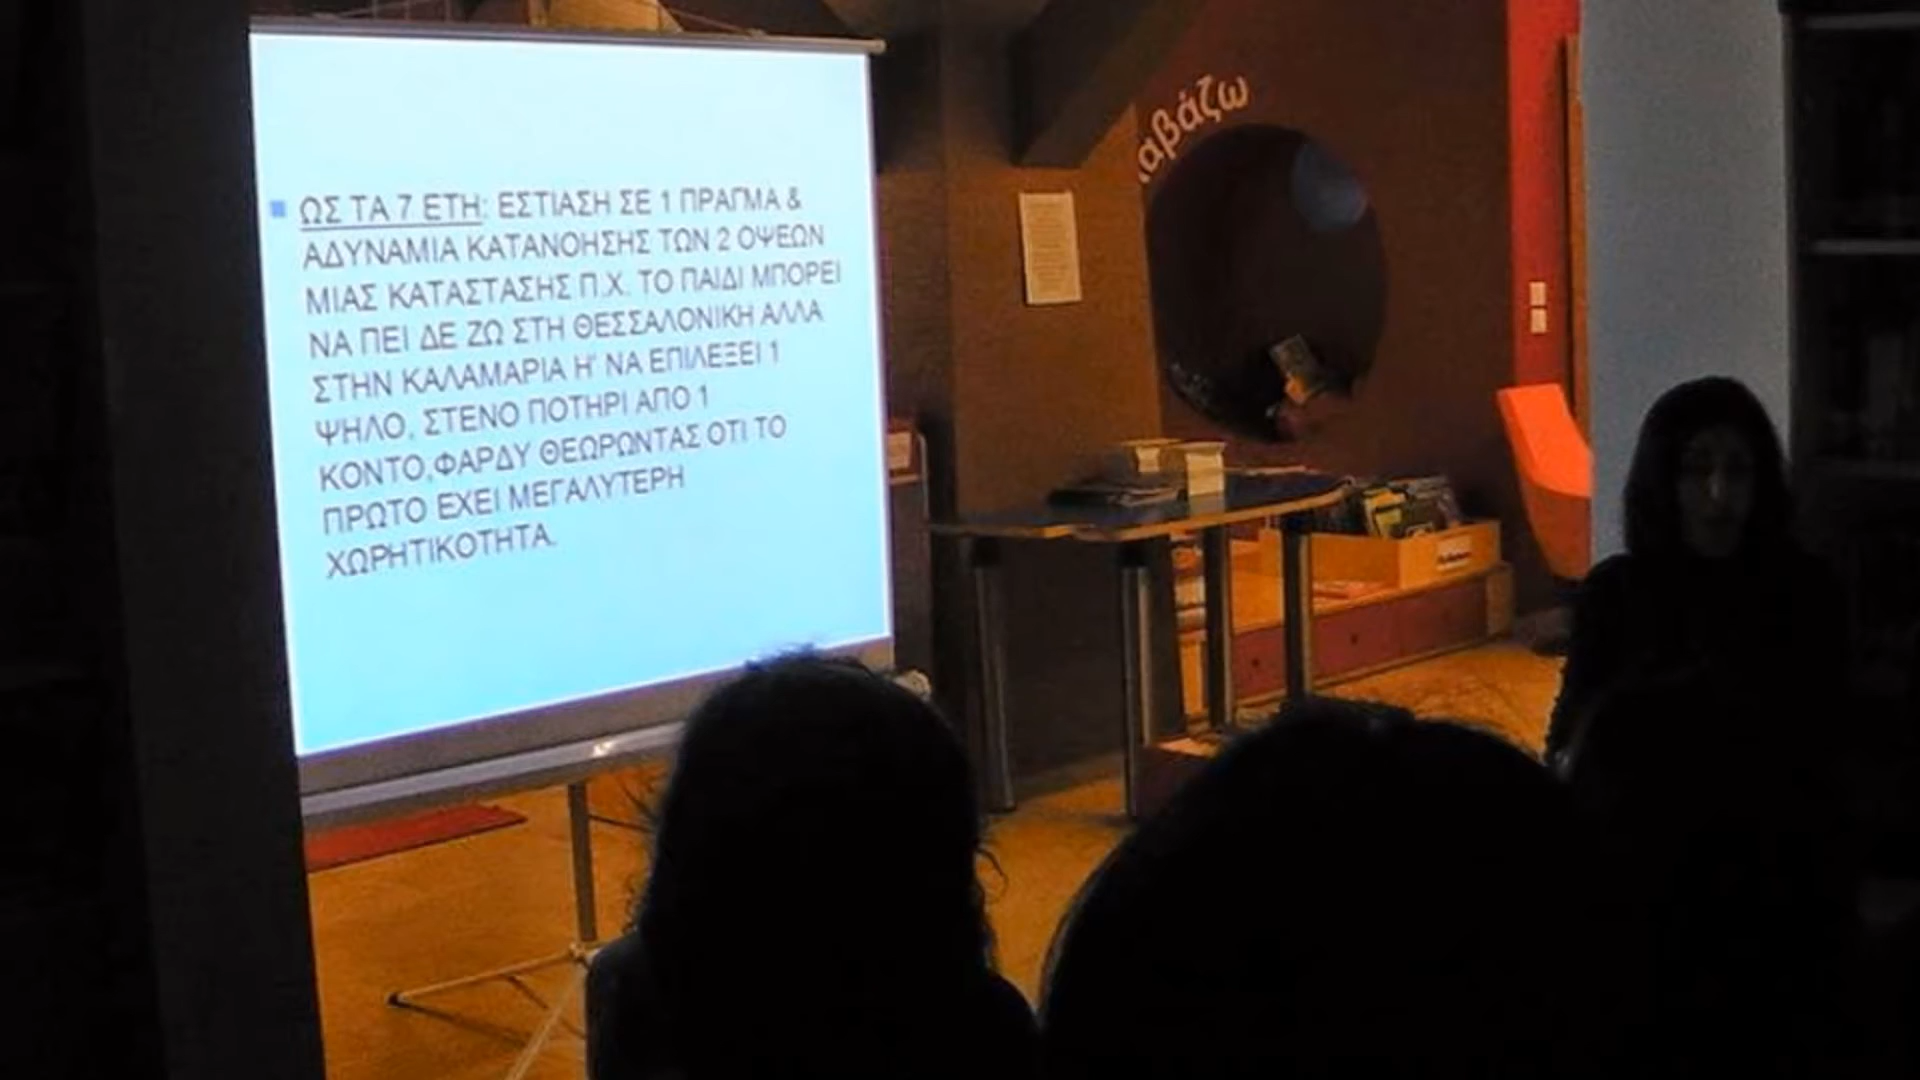 ΩΣ ΤΑ 7 ΕΤΗ: ΕΣΤΙΑΣΗ ΣΕ 1 ΠΡΑΓΜΑ &
ΑΔΥΝΑΜΙΑ ΚΑΤΑΝΟΗΣΗΣ ΤΩΝ 2 ΟΨΕΩΝ
ΜΙΑΣ ΚΑΤΑΣΤΑΣΗΣ Π.Χ. ΤΟ ΠΑΙΔΙ ΜΠΟΡΕΙ
ΝΑ ΠΕΙ ΔΕ ΖΩ ΣΤΗ ΘΕΣΣΑΛΟΝΙΚΗ ΑΛΛΑ
ΣΤΗΝ ΚΑΛΑΜΑΡΙΑ Η' ΝΑ ΕΠΙΛΕΞΕΙ 1
ΨΗΛΟ, ΣΤΕΝΟ ΠΟΤΗΡΙ ΑΠΟ 1
ΚΟΝΤΟ,ΦΑΡΔΥ ΘΕΩΡΩΝΤΑΣ ΟΤΙ ΤΟ
ΠΡΩΤΟ ΕΧΕΙ ΜΕΓΑΛΥΤΕΡΗ
ΧΩΡΗΤΙΚΟΤΗΤΑ.
αβάζω